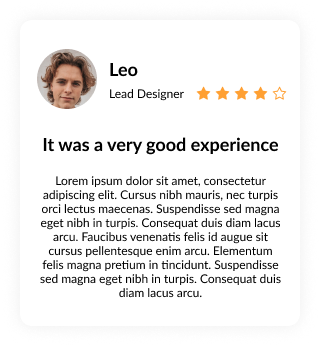 Leo
Lead Designer
It was a very good experience
Lorem ipsum dolor sit amet, consectetur
adipiscing elit. Cursus nibh mauris, nec turpis
orci lectus maecenas. Suspendisse sed magna
eget nibh in turpis. Consequat duis diam lacus
arcu. Faucibus venenatis felis id augue sit
cursus pellentesque enim arcu. Elementum
felis magna pretium in tincidunt. Suspendisse
sed magna eget nibh in turpis. Consequat duis
diam lacus arcu.